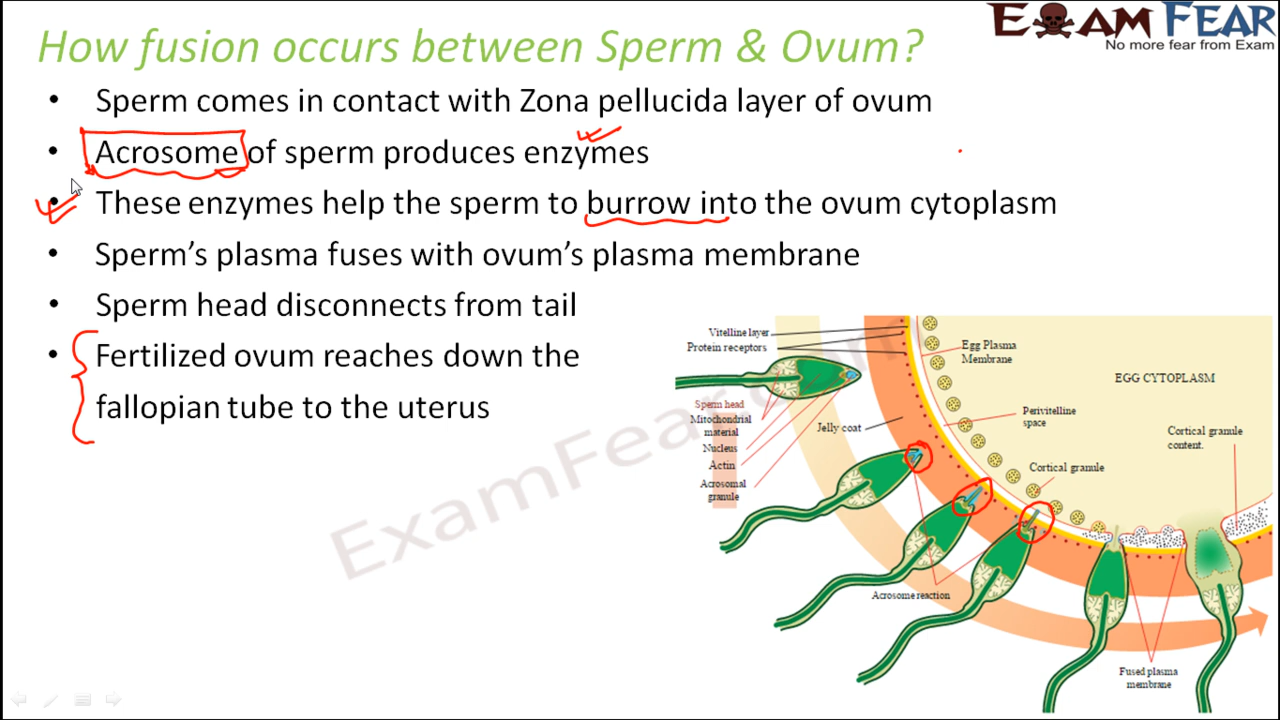 How fusion occurs between Sperm & Ovum?
EXAM FEAR
No more fear from Exam
• Sperm comes in contact with Zona pellucida layer of ovum
• Acrosome of sperm produces enzymes
• These enzymes help the sperm to burrow into the ovum cytoplasm
• Sperm’s plasma fuses with ovum’s plasma membrane
• Sperm head disconnects from tail
• Fertilized ovum reaches down the
fallopian tube to the uterus
Vitelline layer
Protein receptors
Sperm head
Mitochondrial
material
Nucleus
Actin
Acrosomal
granule
Jelly coat
Egg Plasma
Membrane
EGG CYTOPLASM
Perivitelline
space
Cortical granule
content.
Cortical granule
Acrosome reaction
Fused plasma
membrane
ExamFear.com